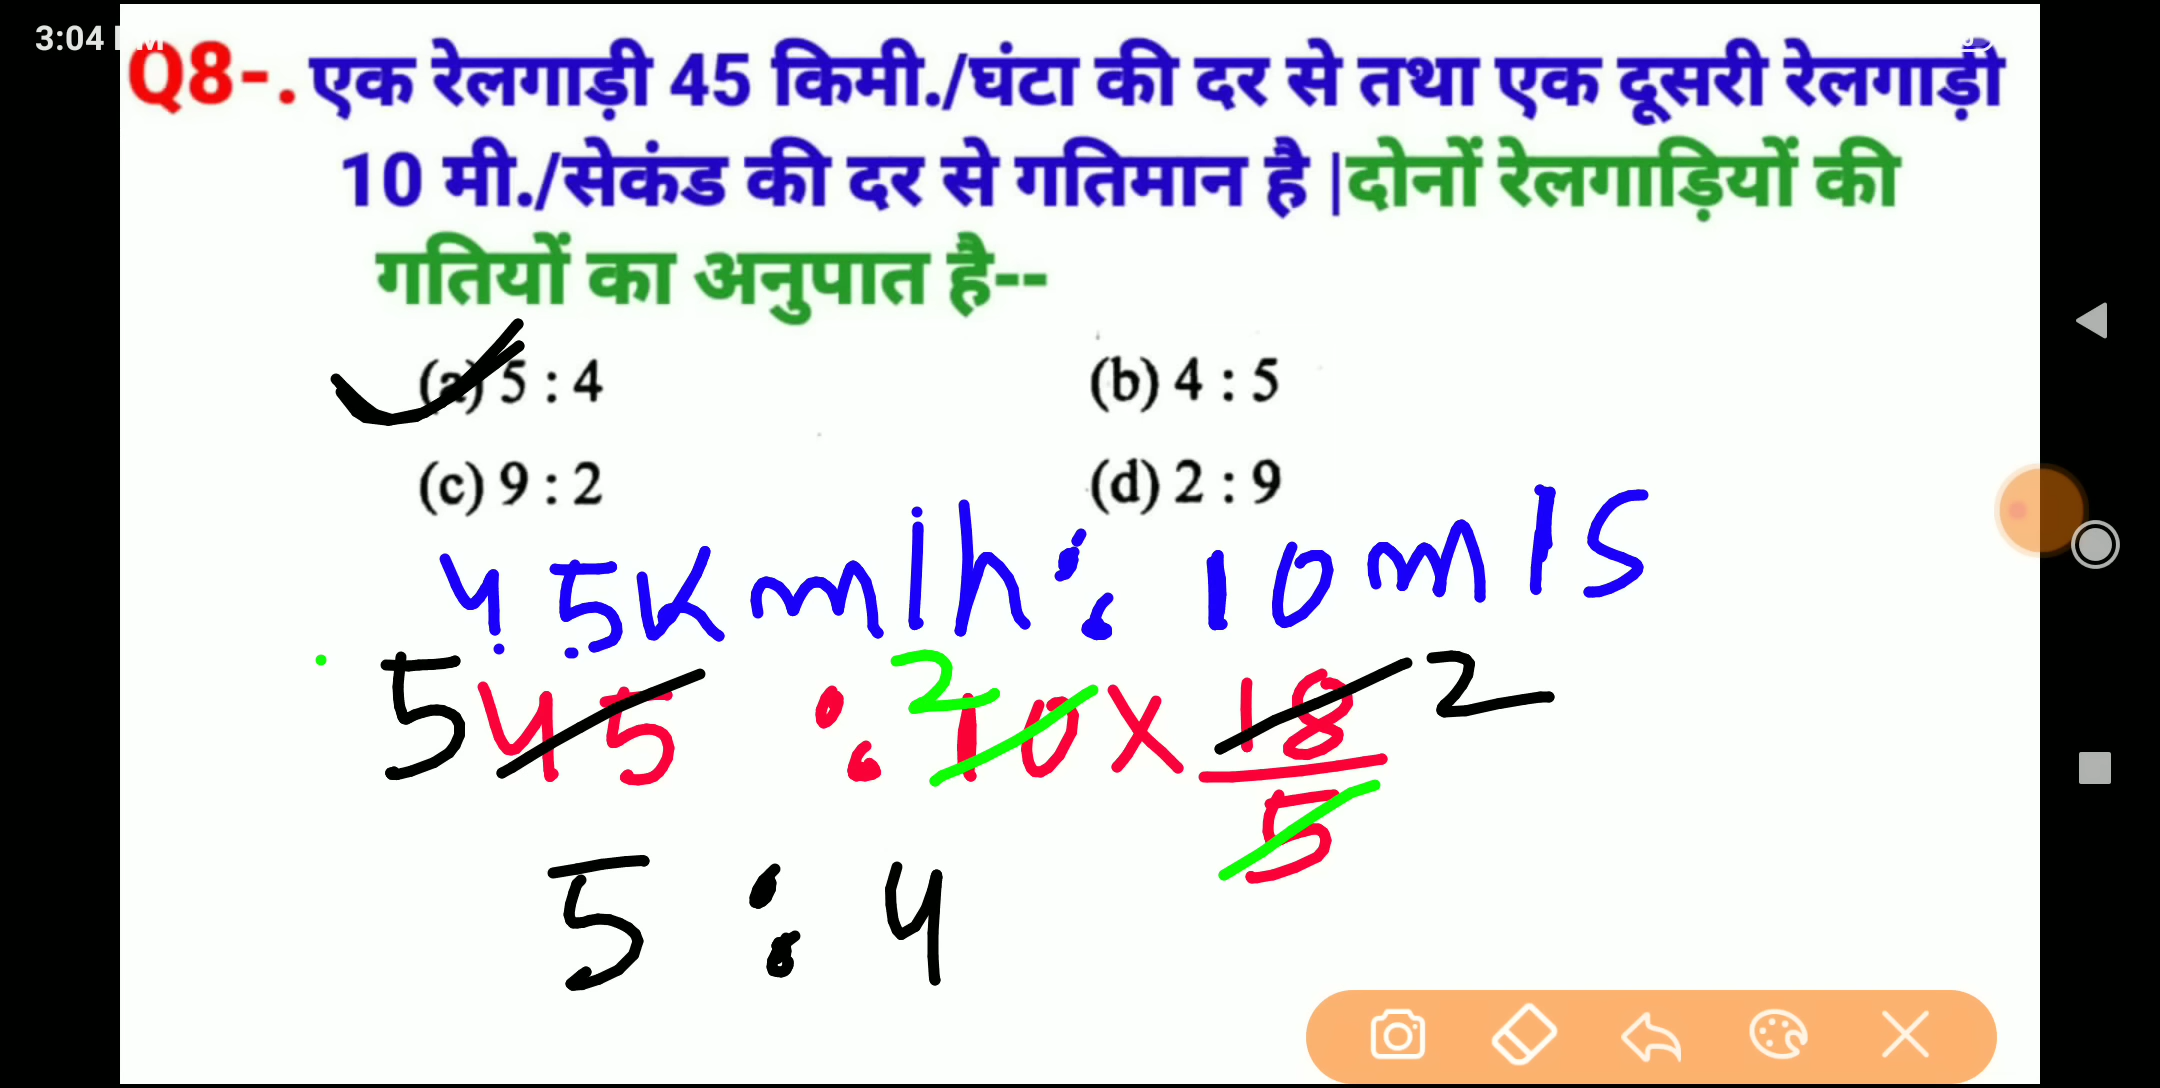 3:04 PM
Q8-. एक रेलगाड़ी 45 किमी./घंटा की दर से तथा एक दूसरी रेलगाड़ी
10 मी./सेकंड की दर से गतिमान है |दोनों रेलगाड़ियों की
गतियों का अनुपात है--
(a) 5 : 4 (b) 4 : 5
(c) 9 : 2 (d) 2 : 9
45Km/h : 10m/S
5 45 : 2 10 X 18/5 2
5 : 4